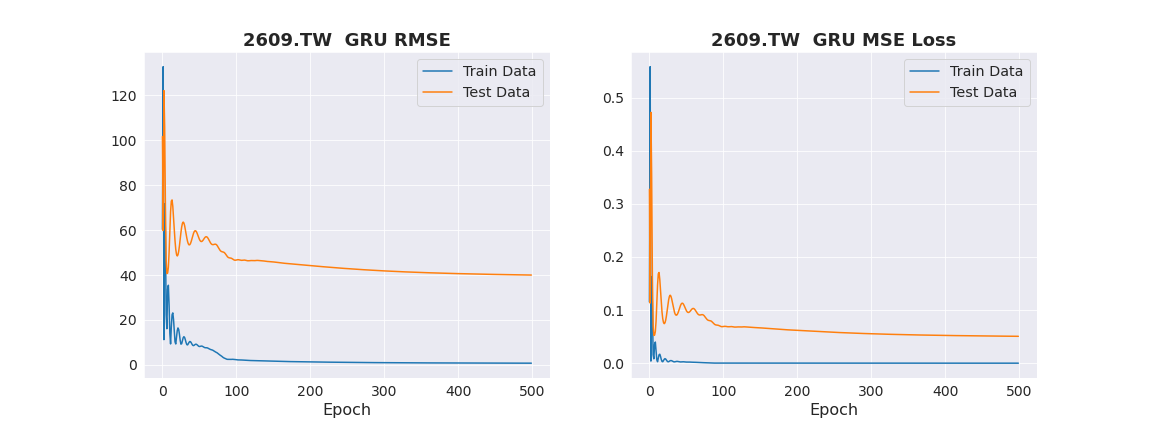 2609.TW  GRU RMSE
Train Data
Test Data
120
100
80
60
40
20
0
0 100 200 300 400 500
Epoch
2609.TW  GRU MSE Loss
Train Data
Test Data
0.5
0.4
0.3
0.2
0.1
0.0
0 100 200 300 400 500
Epoch